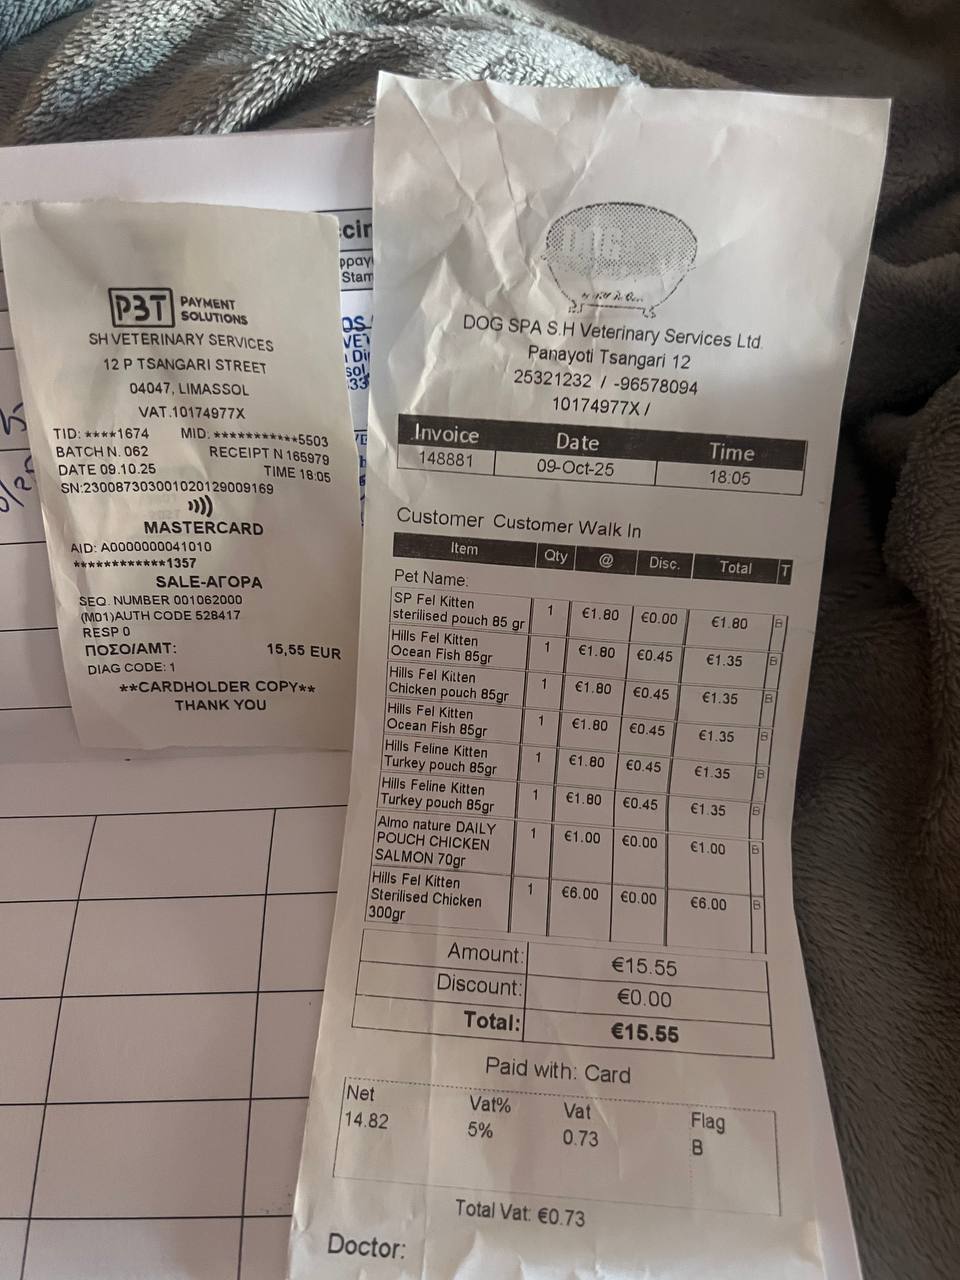 P3T PAYMENT
SOLUTIONS
SH VETERINARY SERVICES
12 P TSANGARI STREET
04047, LIMASSOL
VAT.10174977X
TID: ****1674 MID: ***********5503
BATCH N. 062 RECEIPT N 165979
DATE 09.10.25 TIME 18:05
SN:230087303001020129009169
MASTERCARD
AID: A0000000041010
************1357
SALE-ΑΓΟΡΑ
SEQ. NUMBER 001062000
(M01)AUTH CODE 528417
RESP 0
ΠΟΣΟ/AMT: 15,55 EUR
DIAG CODE: 1
**CARDHOLDER COPY**
THANK YOU
Stam
DOG SPA S.H Veterinary Services Ltd.
Panayoti Tsangari 12
25321232 / -96578094
10174977X /
Invoice Date Time
148881 09-Oct-25 18:05
Customer Customer Walk In
Item Qty @ Disc. Total T
Pet Name:
SP Fel Kitten
sterilised pouch 85 gr 1 €1.80 €0.00 €1.80 B
Hills Fel Kitten
Ocean Fish 85gr 1 €1.80 €0.45 €1.35 B
Hills Fel Kitten
Chicken pouch 85gr 1 €1.80 €0.45 €1.35 B
Hills Fel Kitten
Ocean Fish 85gr 1 €1.80 €0.45 €1.35 B
Hills Feline Kitten
Turkey pouch 85gr 1 €1.80 €0.45 €1.35 B
Hills Feline Kitten
Turkey pouch 85gr 1 €1.80 €0.45 €1.35 B
Almo nature DAILY
POUCH CHICKEN
SALMON 70gr 1 €1.00 €0.00 €1.00 B
Hills Fel Kitten
Sterilised Chicken
300gr 1 €6.00 €0.00 €6.00 B
Amount: €15.55
Discount: €0.00
Total: €15.55
Paid with: Card
Net Vat% Vat Flag
14.82 5% 0.73 B
Total Vat: €0.73
Doctor: